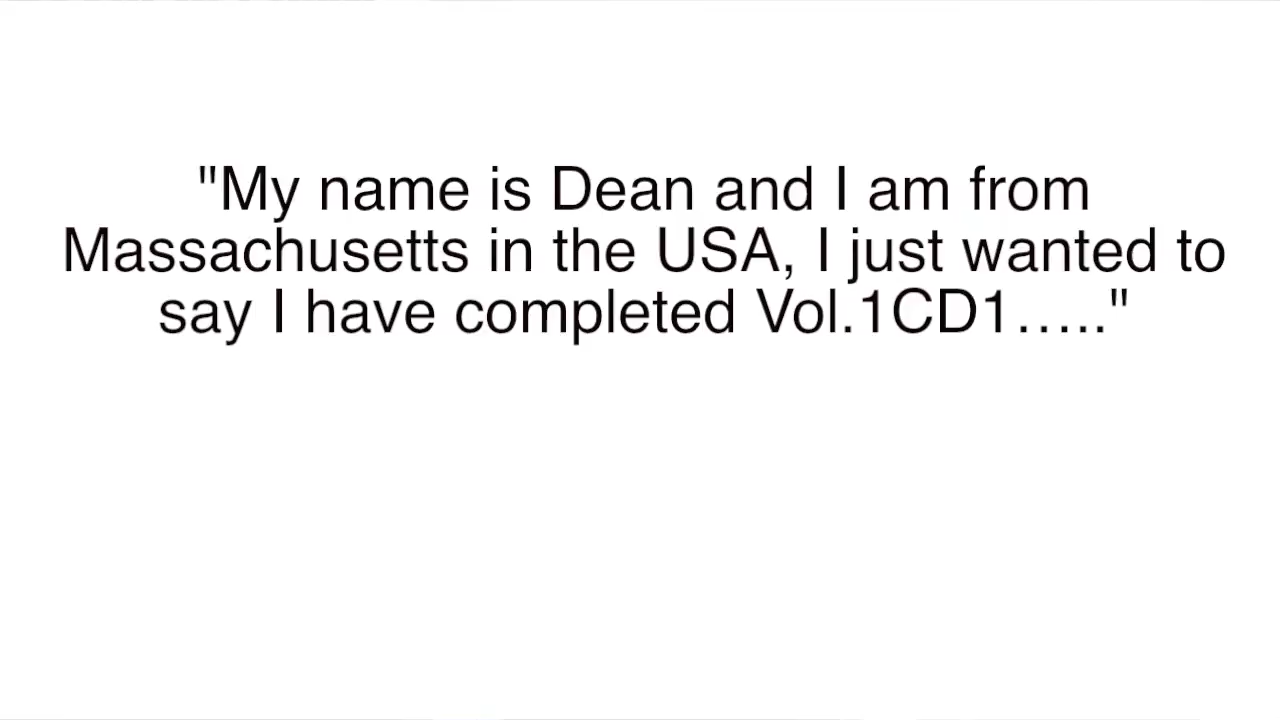 "My name is Dean and I am from
Massachusetts in the USA, I just wanted to
say I have completed Vol.1CD1….."